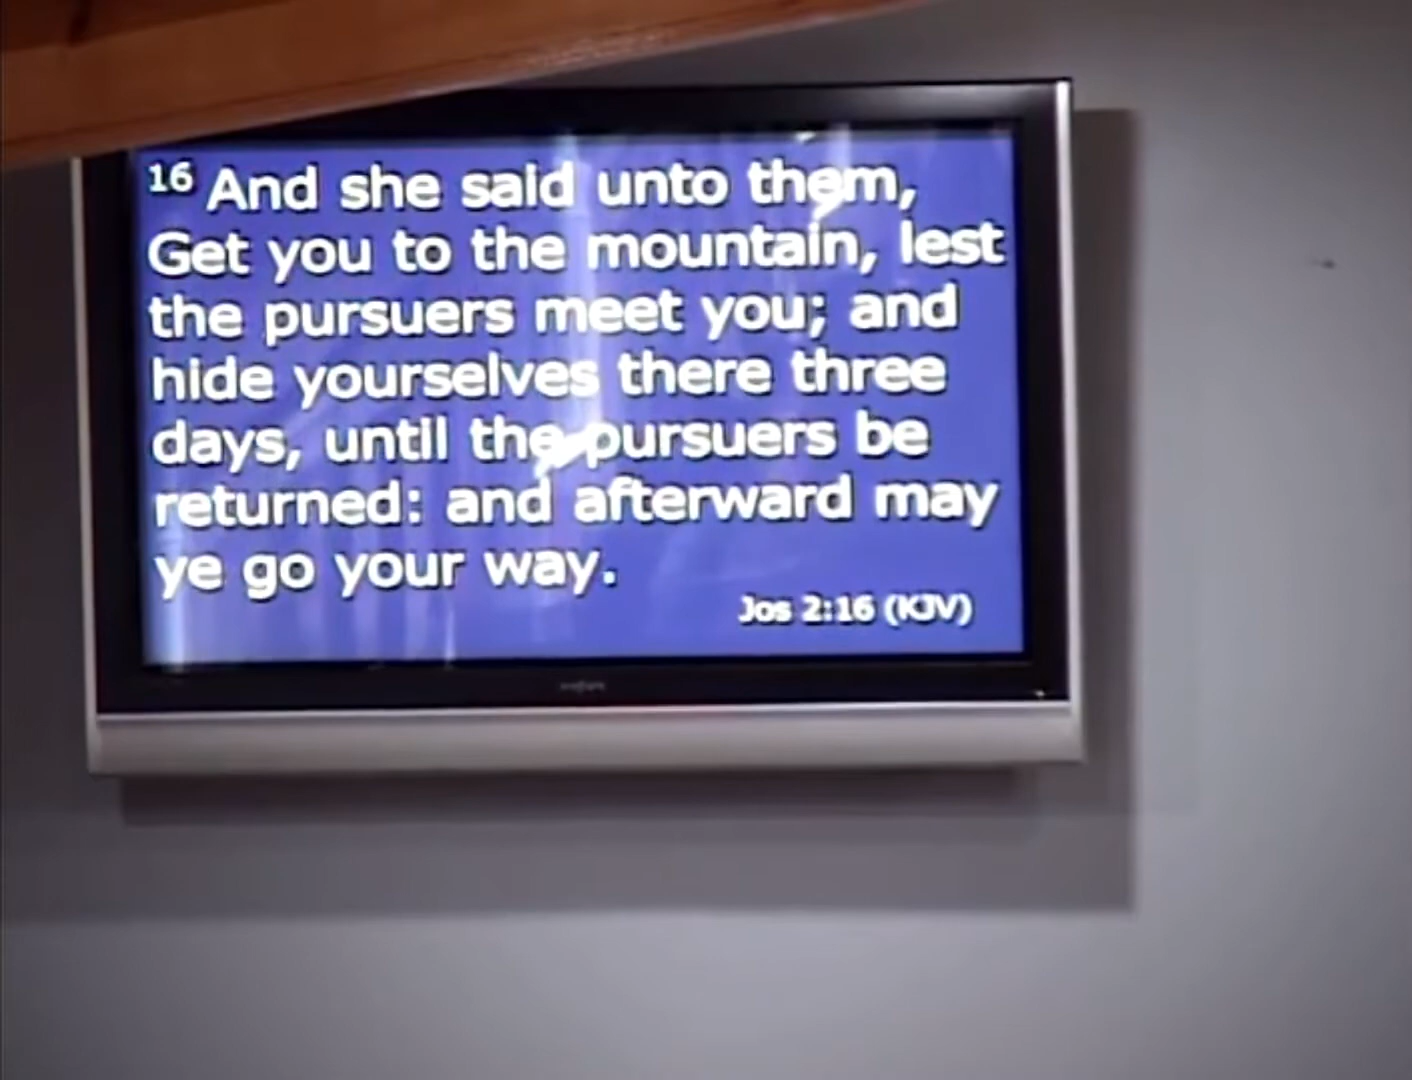 16 And she said unto them,
Get you to the mountain, lest
the pursuers meet you; and
hide yourselves there three
days, until the pursuers be
returned: and afterward may
ye go your way.
Jos 2:16 (KJV)